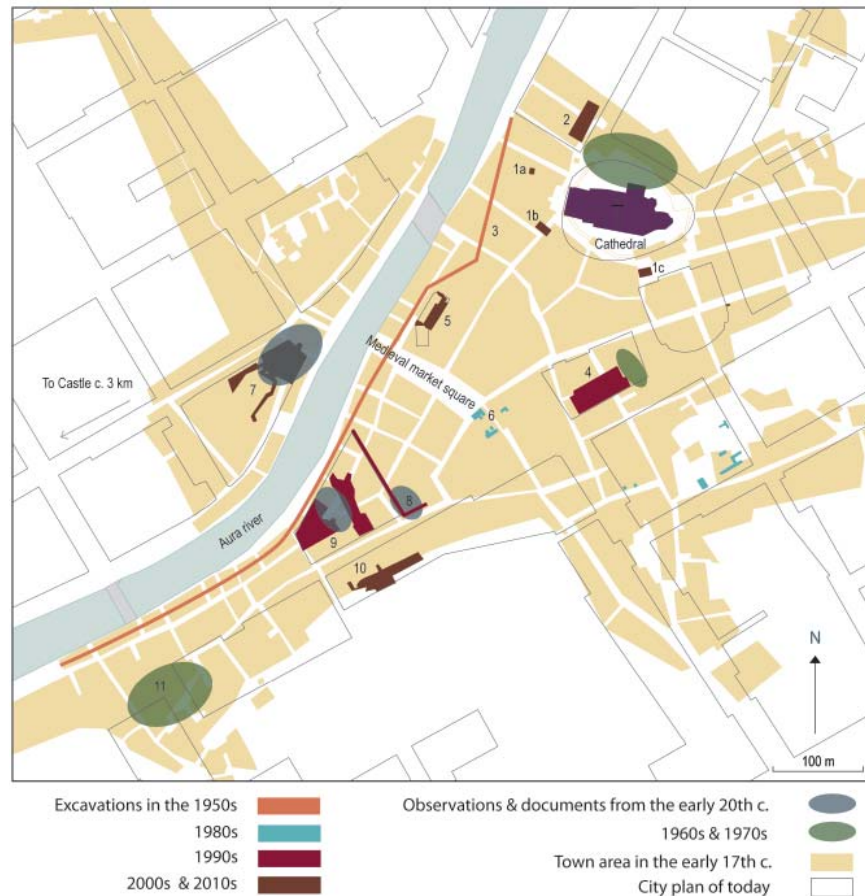 2
1a
1b
3
Cathedral
1c
5
Medieval market square
4
To Castle c. 3 km
7
6
8
Aura river
9
10
N
11
100 m
Excavations in the 1950s
1980s
1990s
2000s & 2010s
Observations & documents from the early 20th c.
1960s & 1970s
Town area in the early 17th c.
City plan of today